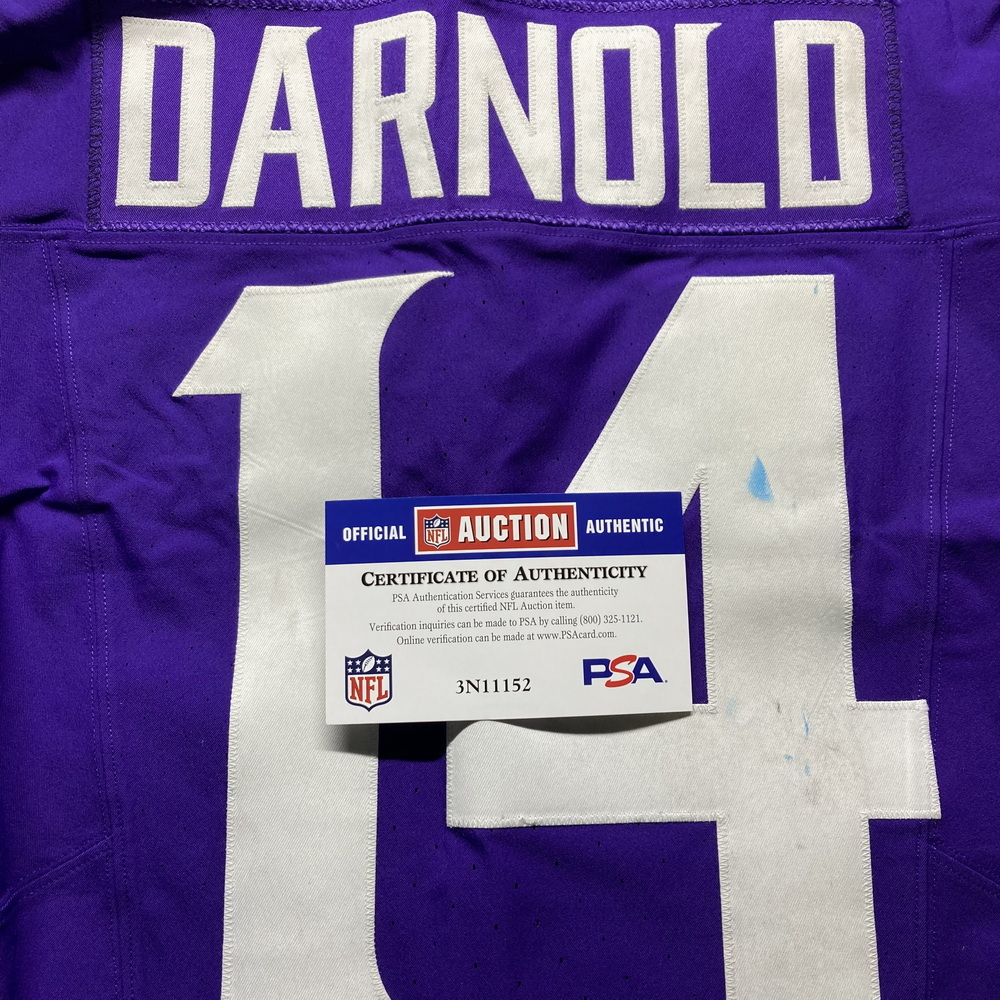 DARNOLD
14
OFFICIAL NFL AUCTION AUTHENTIC
CERTIFICATE OF AUTHENTICITY
PSA Authentication Services guarantees the authenticity
of this certified NFL Auction item.
Verification inquiries can be made to PSA by calling (800) 325-1121.
Online verification can be made at www.PSAcard.com.
NFL 3N11152 PSA.